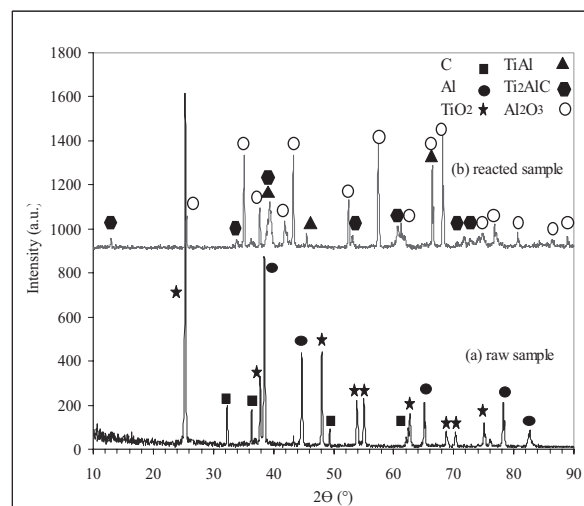 1800
1600
1400
1200
1000
800
600
400
200
0
Intensity (a.u.)
C TiAl
Al Ti2AlC
TiO2 Al2O3
(b) reacted sample
(a) raw sample
10 20 30 40 50 60 70 80 90
2Θ (°)